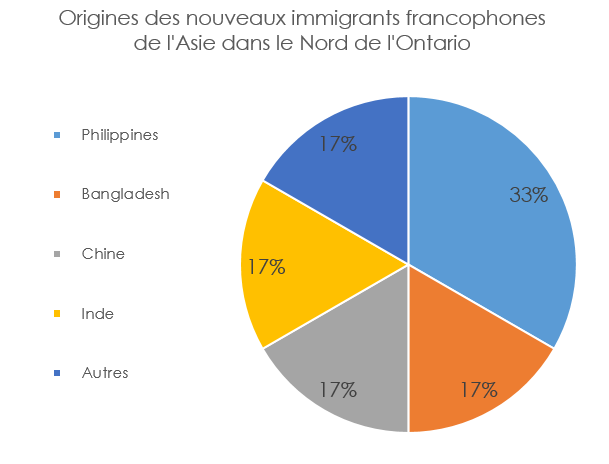 Origines des nouveaux immigrants francophones
de l'Asie dans le Nord de l'Ontario
Philippines
Bangladesh
Chine
Inde
Autres
17%
33%
17%
17%
17%